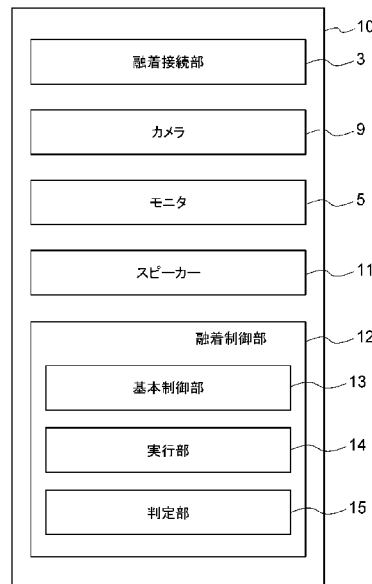 10
融着接続部 3
カメラ 9
モニタ 5
スピーカー 11
融着制御部 12
基本制御部 13
実行部 14
判定部 15